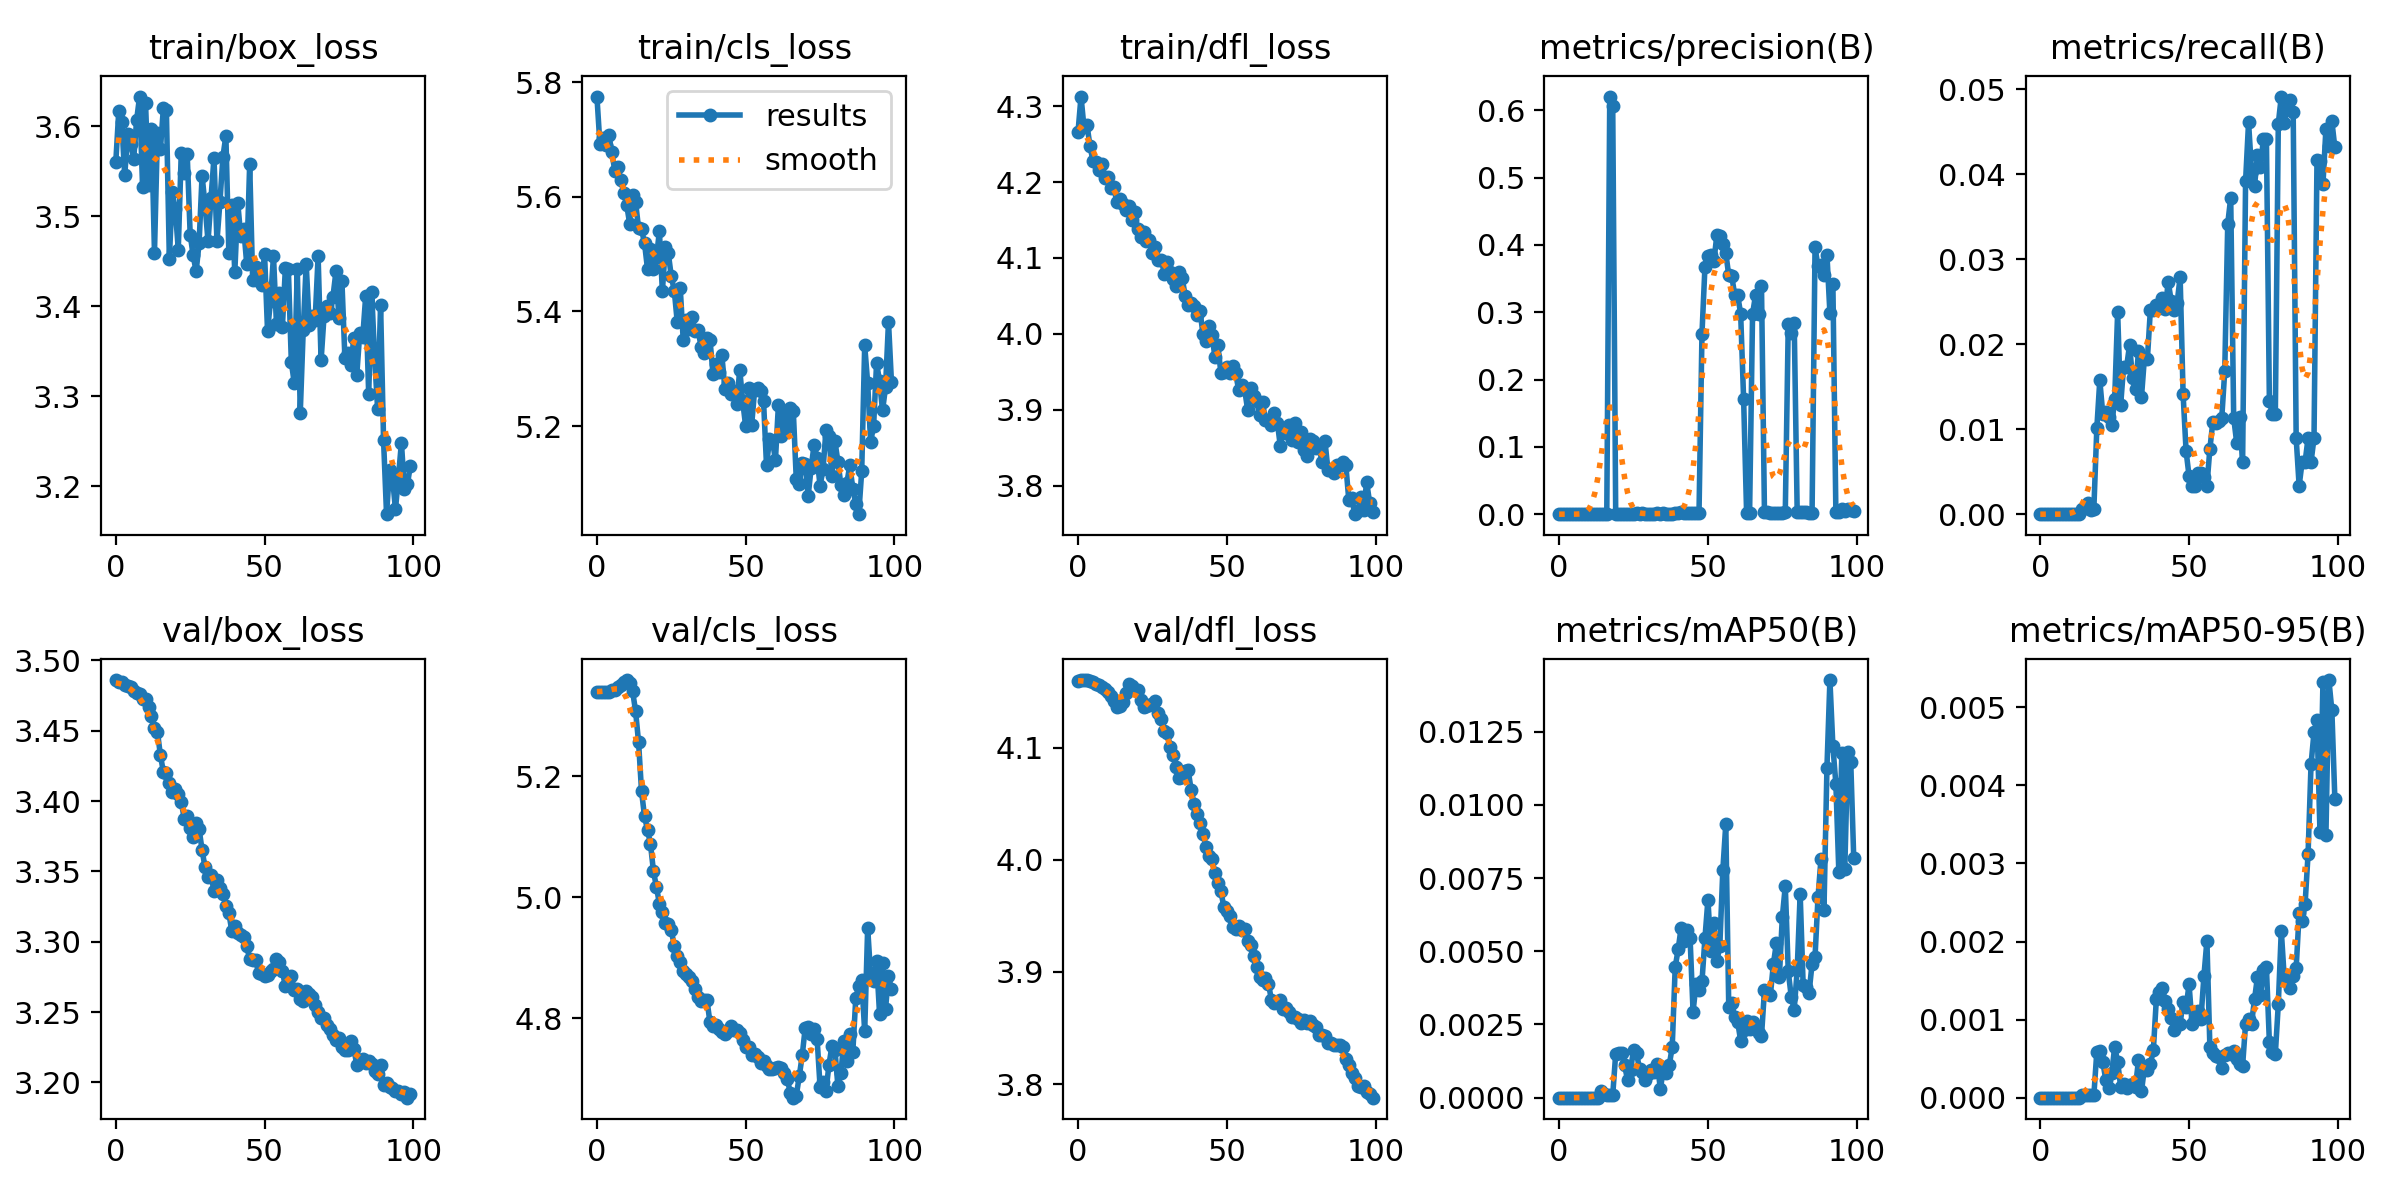 train/box_loss
3.6
3.5
3.4
3.3
3.2
0 50 100
train/cls_loss
5.8
5.6
5.4
5.2
results
smooth
0 50 100
train/dfl_loss
4.3
4.2
4.1
4.0
3.9
3.8
0 50 100
metrics/precision(B)
0.6
0.5
0.4
0.3
0.2
0.1
0.0
0 50 100
metrics/recall(B)
0.05
0.04
0.03
0.02
0.01
0.00
0 50 100
val/box_loss
3.50
3.45
3.40
3.35
3.30
3.25
3.20
0 50 100
val/cls_loss
5.2
5.0
4.8
0 50 100
val/dfl_loss
4.1
4.0
3.9
3.8
0 50 100
metrics/mAP50(B)
0.0125
0.0100
0.0075
0.0050
0.0025
0.0000
0 50 100
metrics/mAP50-95(B)
0.005
0.004
0.003
0.002
0.001
0.000
0 50 100